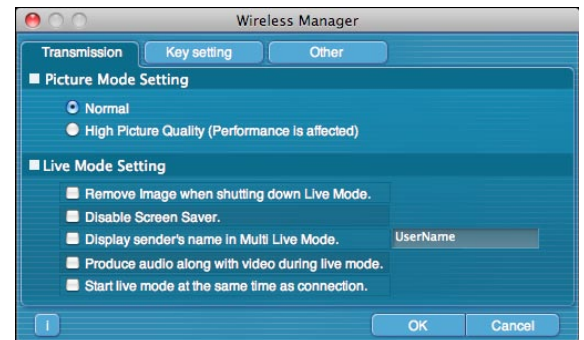 Wireless Manager
Transmission Key setting Other
Picture Mode Setting
Normal
High Picture Quality (Performance is affected)
Live Mode Setting
Remove Image when shutting down Live Mode.
Disable Screen Saver.
Display sender's name in Multi Live Mode. UserName
Produce audio along with video during live mode.
Start live mode at the same time as connection.
i OK Cancel